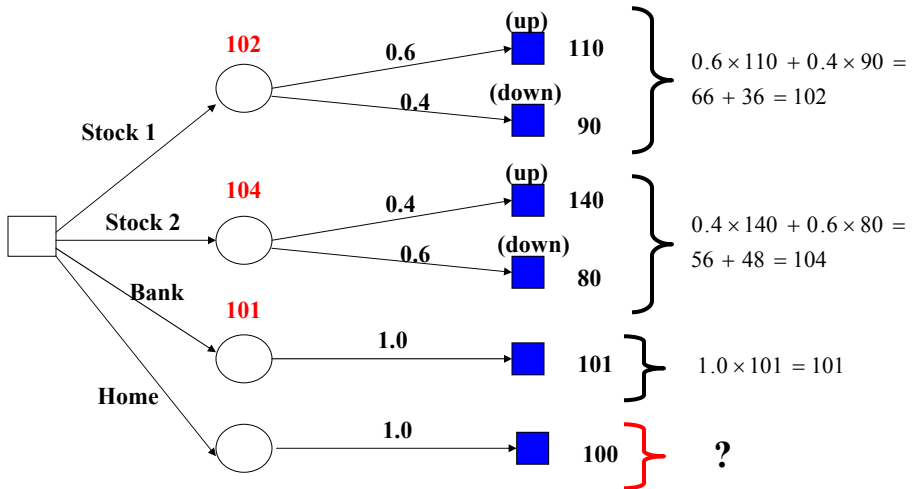 (up)
102
0.6
110
0.6 × 110 + 0.4 × 90 =
66 + 36 = 102
0.4
(down)
90
Stock 1
(up)
104
0.4
140
0.4 × 140 + 0.6 × 80 =
56 + 48 = 104
Stock 2
0.6
(down)
80
Bank
101
1.0
101
1.0 × 101 = 101
Home
1.0
100
?